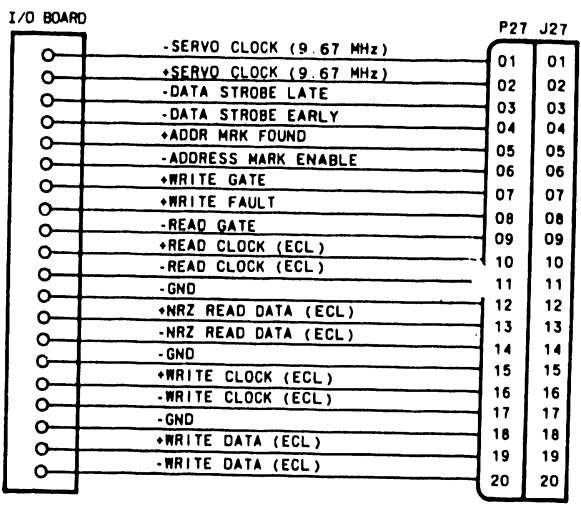 I/O BOARD
P27 J27
-SERVO CLOCK (9.67 MHz) 01 01
+SERVO CLOCK (9.67 MHz) 02 02
-DATA STROBE LATE 03 03
-DATA STROBE EARLY 04 04
+ADDR MRK FOUND 05 05
-ADDRESS MARK ENABLE 06 06
+WRITE GATE 07 07
+WRITE FAULT 08 08
-READ GATE 09 09
+READ CLOCK (ECL) 10 10
-READ CLOCK (ECL) 11 11
-GND 12 12
+NRZ READ DATA (ECL) 13 13
-NRZ READ DATA (ECL) 14 14
-GND 15 15
+WRITE CLOCK (ECL) 16 16
-WRITE CLOCK (ECL) 17 17
-GND 18 18
+WRITE DATA (ECL) 19 19
-WRITE DATA (ECL) 20 20